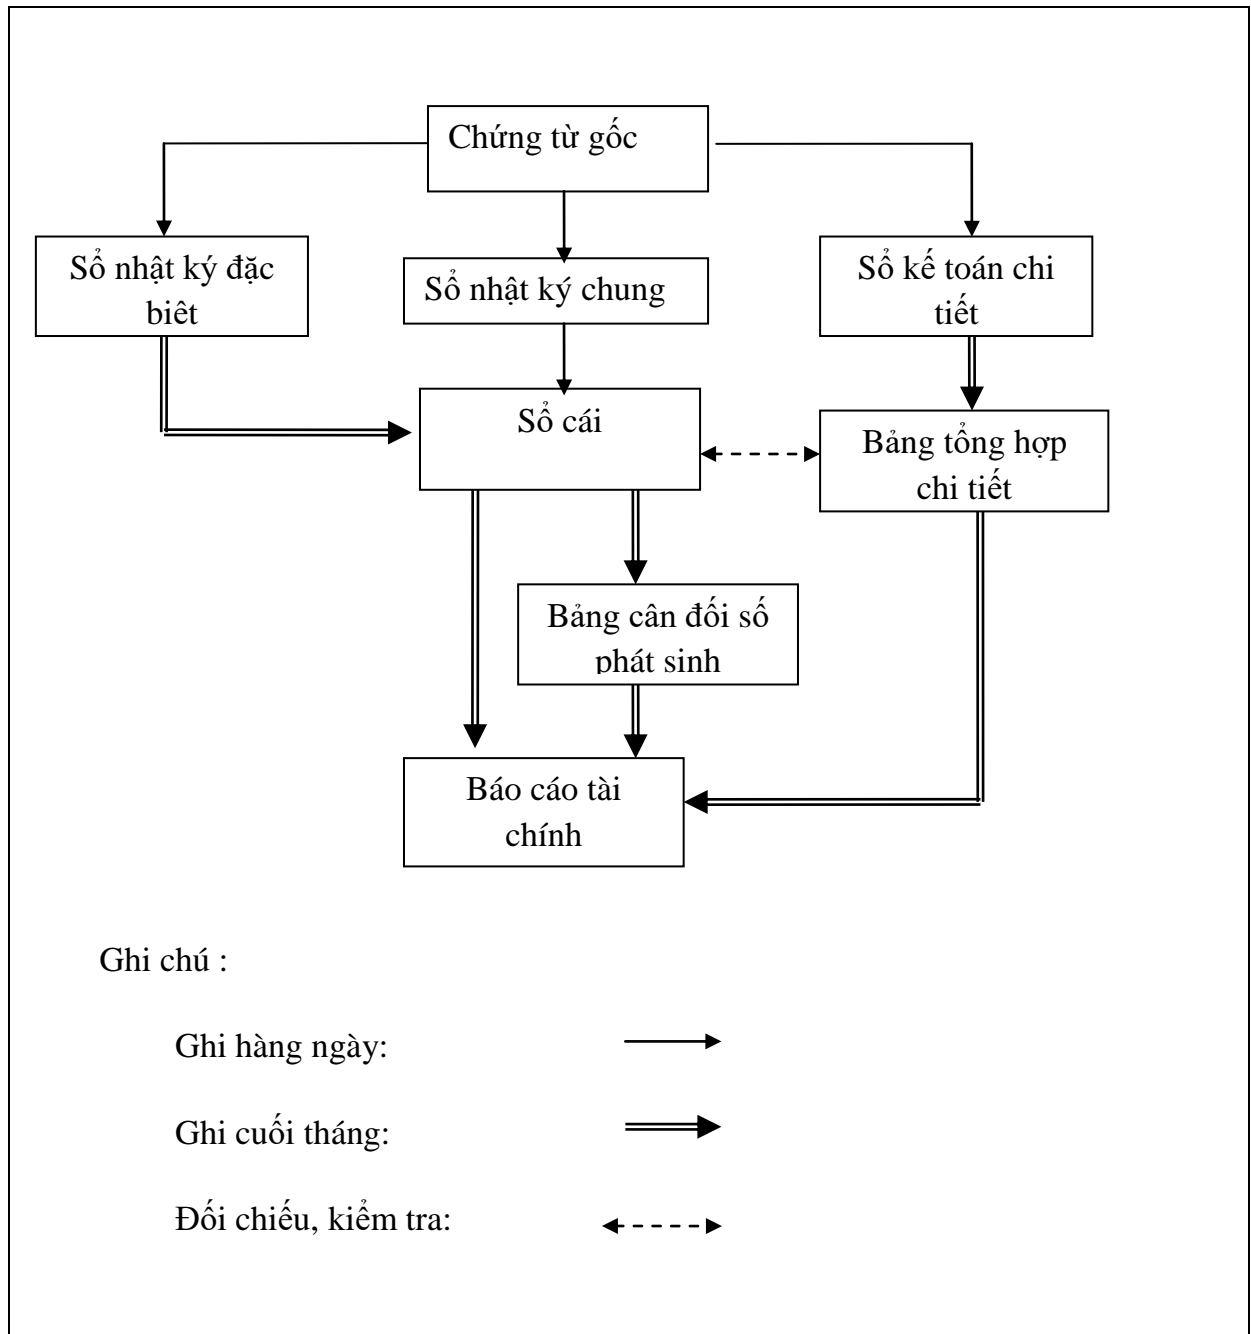 Chứng từ gốc
Sổ nhật ký đặc
biêt
Sổ nhật ký chung
Sổ kế toán chi
tiết
Sổ cái
Bảng tổng hợp
chi tiết
Bảng cân đối số
phát sinh
Báo cáo tài
chính
Ghi chú :
Ghi hàng ngày:
Ghi cuối tháng:
Đối chiếu, kiểm tra: